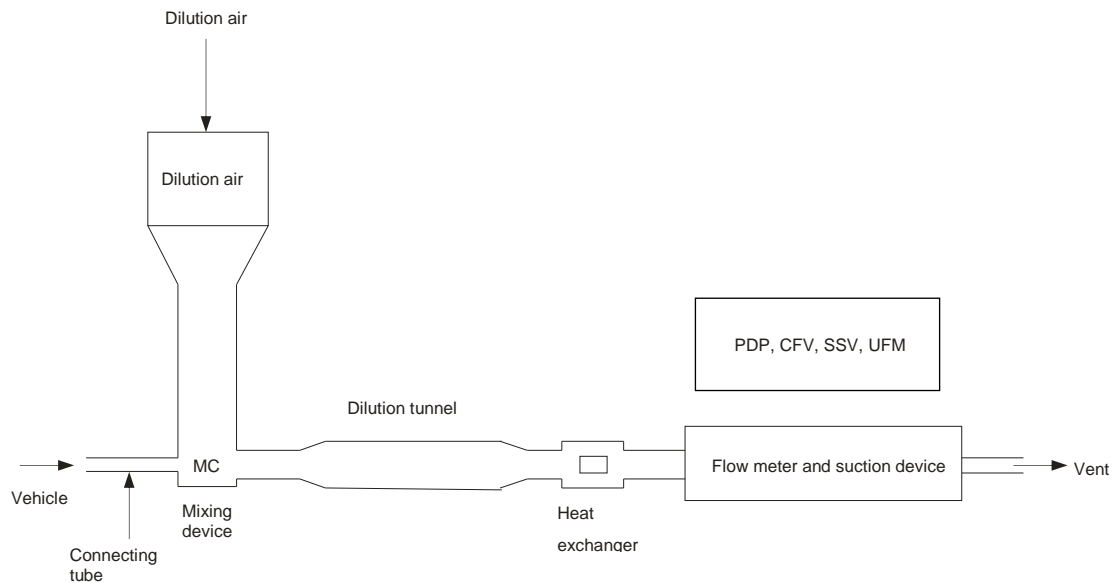 Dilution air
Dilution air
PDP, CFV, SSV, UFM
Dilution tunnel
MC
Flow meter and suction device
Vent
Vehicle
Mixing
device
Heat
exchanger
Connecting
tube